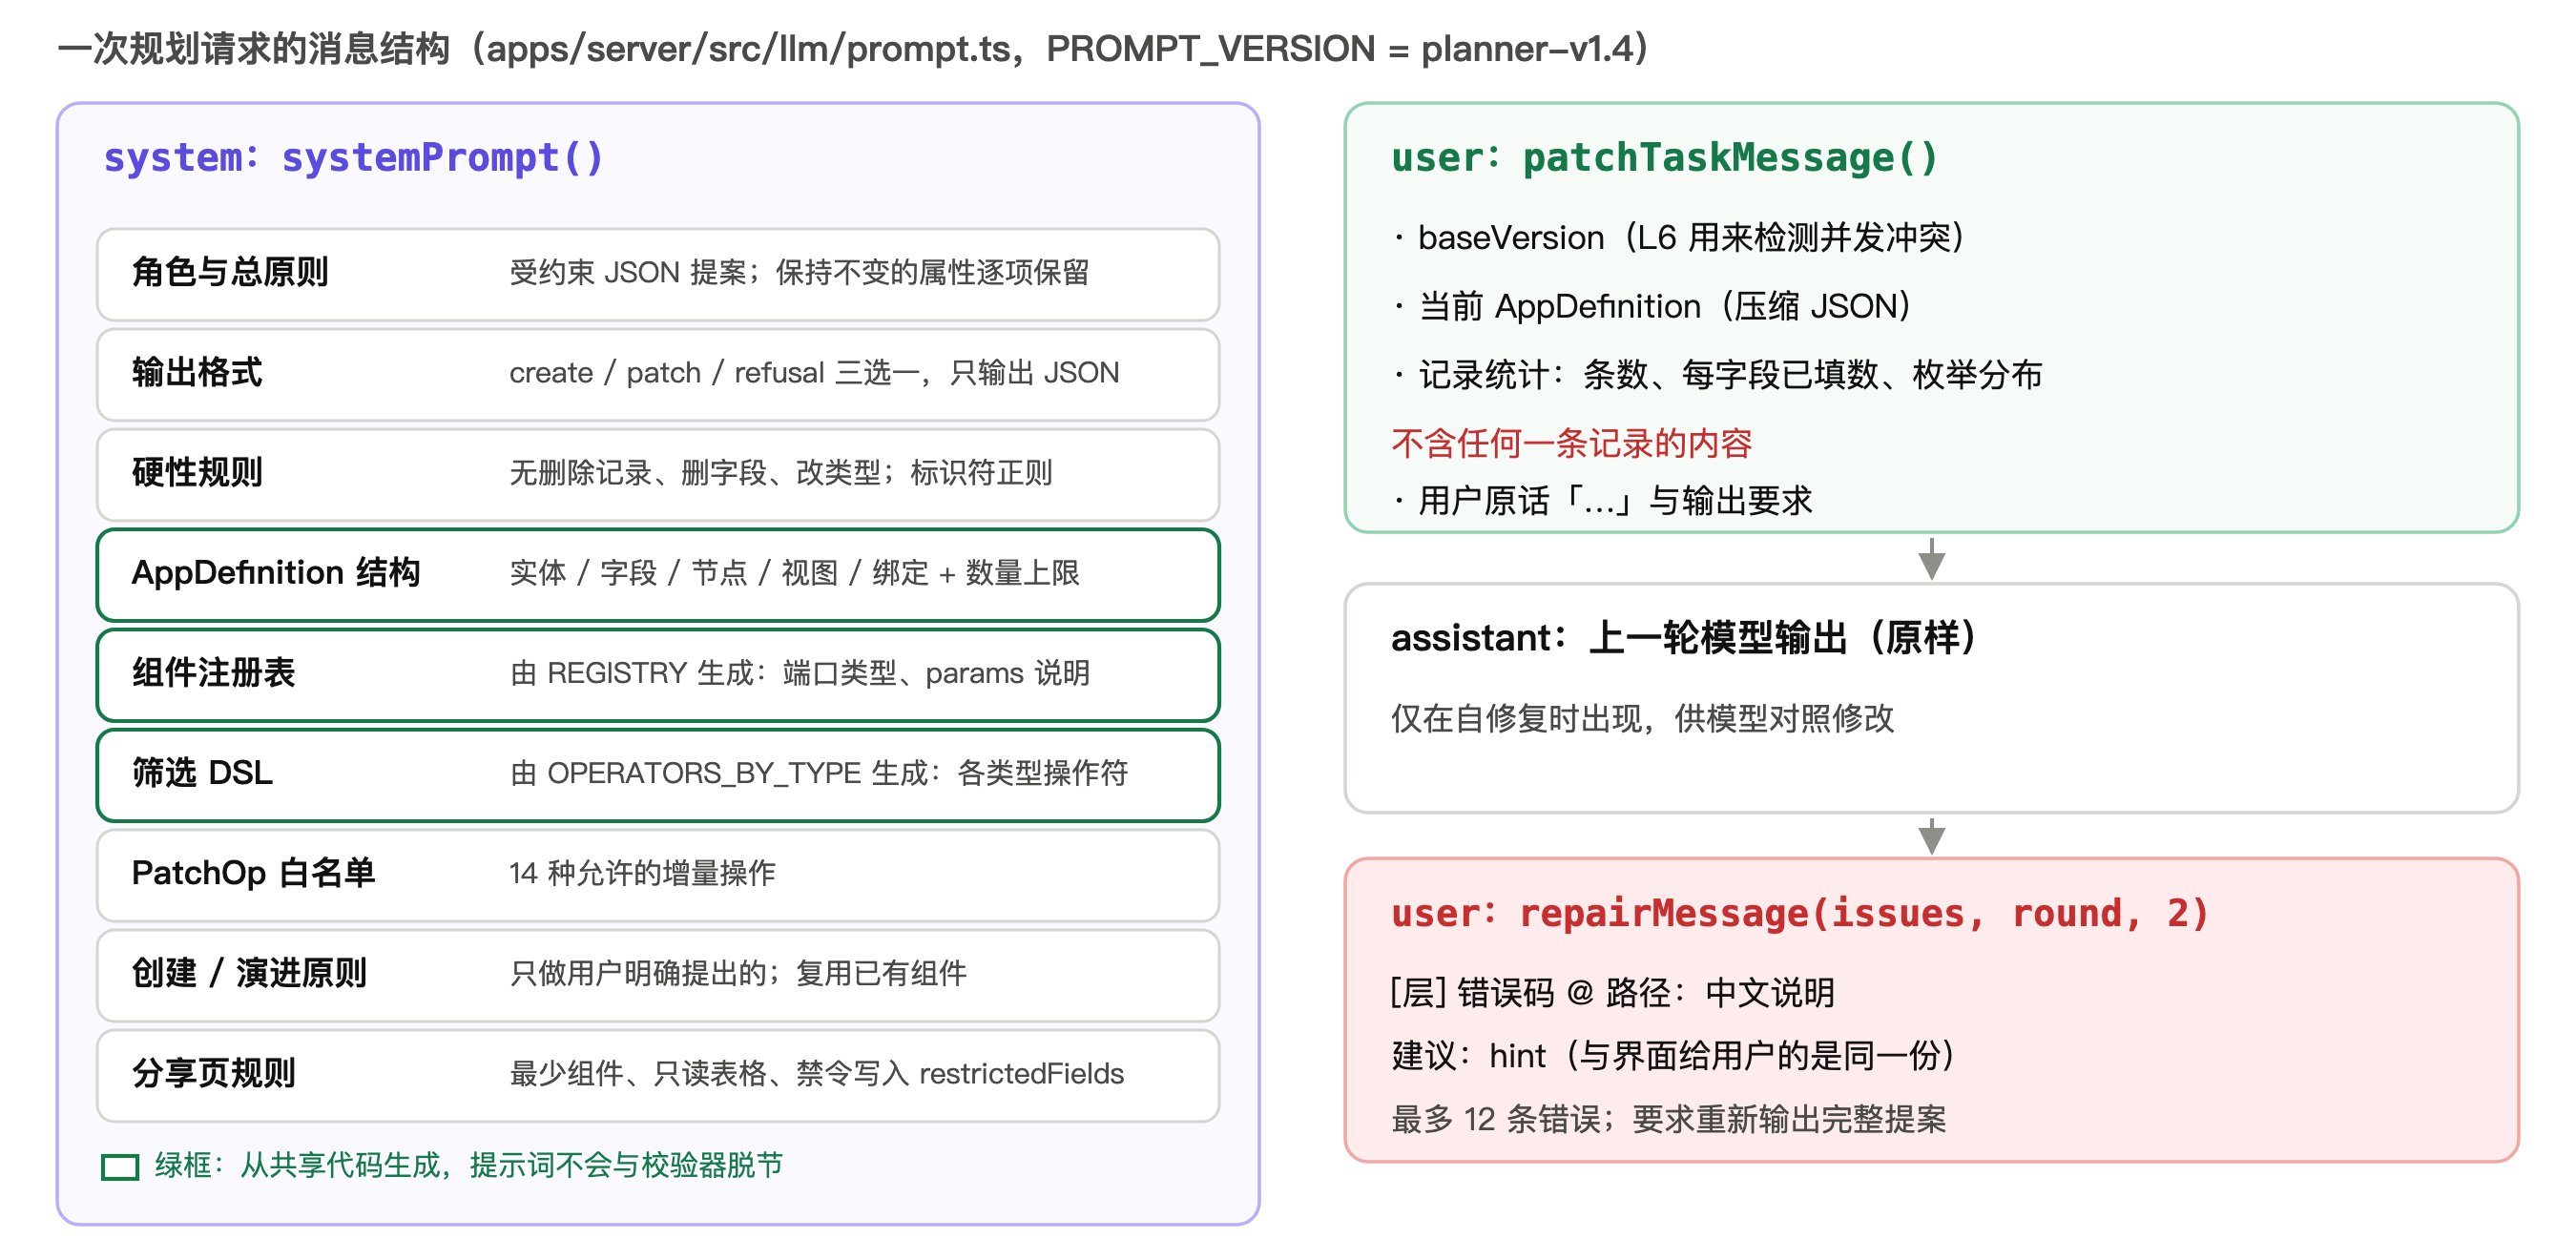 一次规划请求的消息结构（apps/server/src/llm/prompt.ts，PROMPT_VERSION = planner-v1.4）
system：systemPrompt()
角色与总原则 受约束 JSON 提案；保持不变的属性逐项保留
输出格式 create / patch / refusal 三选一，只输出 JSON
硬性规则 无删除记录、删字段、改类型；标识符正则
AppDefinition 结构 实体 / 字段 / 节点 / 视图 / 绑定 + 数量上限
组件注册表 由 REGISTRY 生成：端口类型、params 说明
筛选 DSL 由 OPERATORS_BY_TYPE 生成：各类型操作符
PatchOp 白名单 14 种允许的增量操作
创建 / 演进原则 只做用户明确提出的；复用已有组件
分享页规则 最少组件、只读表格、禁令写入 restrictedFields
绿框：从共享代码生成，提示词不会与校验器脱节
user：patchTaskMessage()
· baseVersion（L6 用来检测并发冲突）
· 当前 AppDefinition（压缩 JSON）
· 记录统计：条数、每字段已填数、枚举分布
不含任何一条记录的内容
· 用户原话「…」与输出要求
assistant：上一轮模型输出（原样）
仅在自修复时出现，供模型对照修改
user：repairMessage(issues, round, 2)
[层] 错误码 @ 路径：中文说明
建议：hint（与界面给用户的是同一份）
最多 12 条错误；要求重新输出完整提案